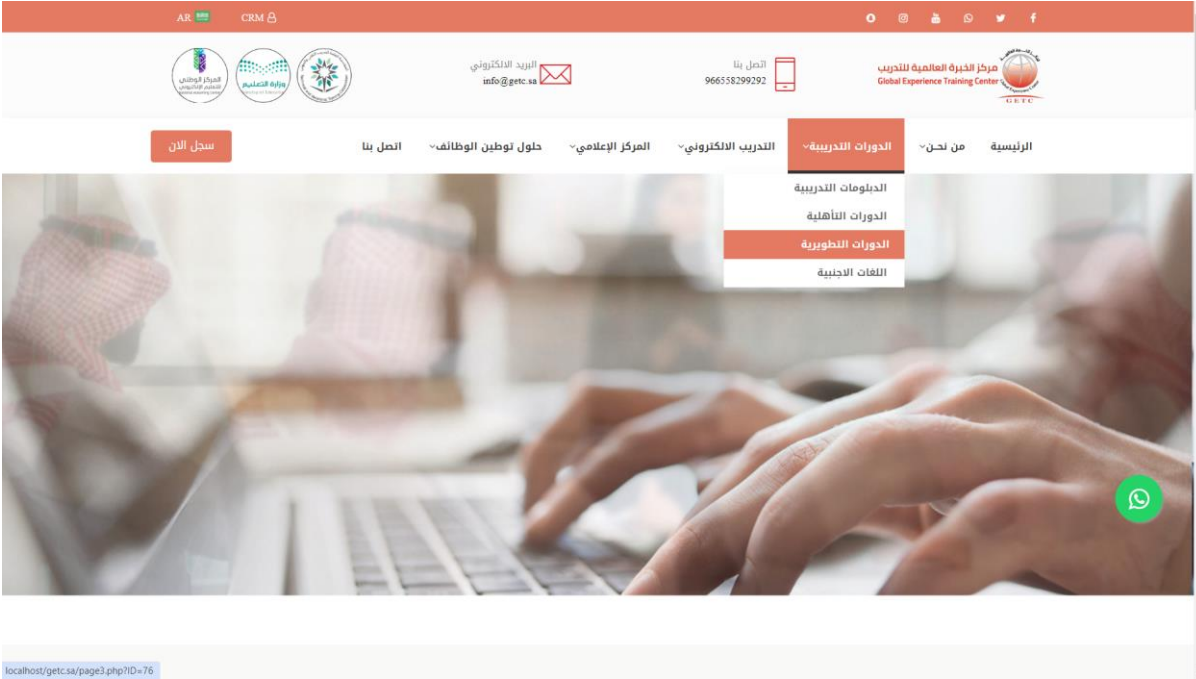 AR
CRM
مركز الخبرة العالمية للتدريب
Global Experience Training Center
GETC
اتصل بنا
966558299292
البريد الالكتروني
info@getc.sa
وزارة التعليم
المركز الوطني
للتعليم الإلكتروني
الرئيسية
من نحـن
الدورات التدريبية
التدريب الالكتروني
المركز الإعلامي
حلول توطين الوظائف
اتصل بنا
سجل الان
الدبلومات التدريبية
الدورات التأهلية
الدورات التطويرية
اللغات الاجنبية
localhost/getc.sa/page3.php?ID=76